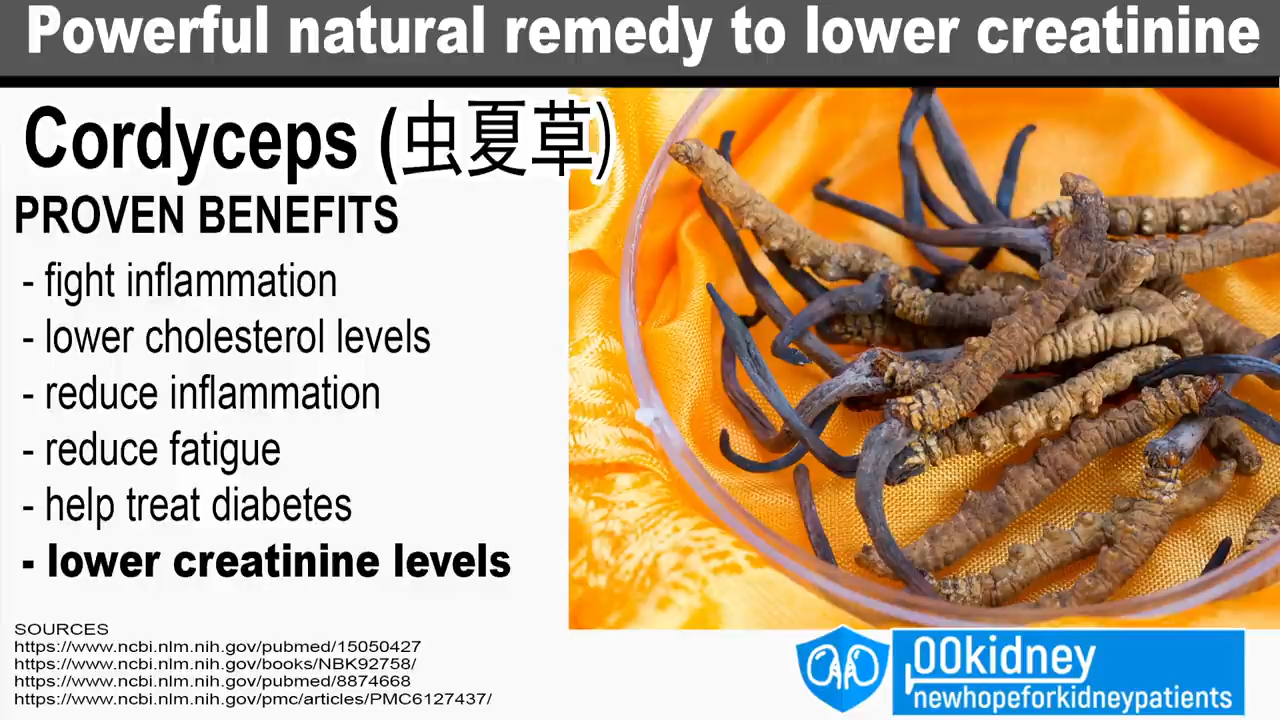 Powerful natural remedy to lower creatinine
Cordyceps (虫夏草)
PROVEN BENEFITS
- fight inflammation
- lower cholesterol levels
- reduce inflammation
- reduce fatigue
- help treat diabetes
- lower creatinine levels
SOURCES
https://www.ncbi.nlm.nih.gov/pubmed/15050427
https://www.ncbi.nlm.nih.gov/books/NBK92758/
https://www.ncbi.nlm.nih.gov/pubmed/8874668
https://www.ncbi.nlm.nih.gov/pmc/articles/PMC6127437/
00kidney
newhopeforkidneypatients